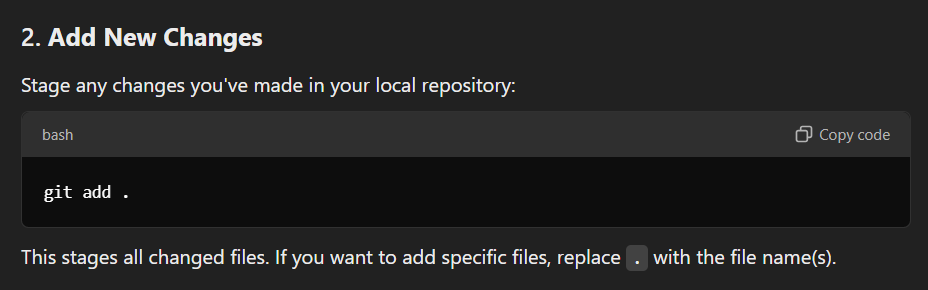 2. Add New Changes
Stage any changes you've made in your local repository:
bash
Copy code
git add .
This stages all changed files. If you want to add specific files, replace . with the file name(s).